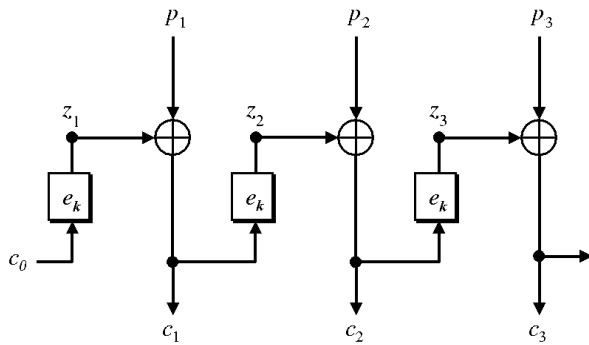 p₁ p₂ p₃
z₁ z₂ z₃
eₖ eₖ eₖ
c₀
c₁ c₂ c₃